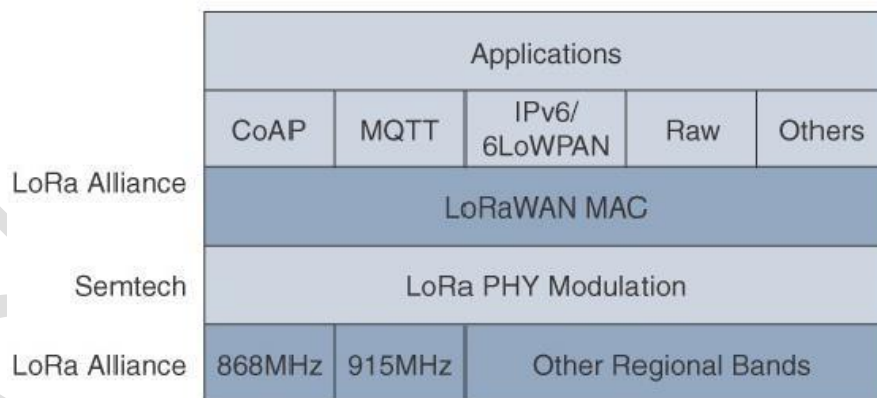 Applications
CoAP
MQTT
IPv6/
6LoWPAN
Raw
Others
LoRa Alliance
LoRaWAN MAC
Semtech
LoRa PHY Modulation
LoRa Alliance
868MHz
915MHz
Other Regional Bands